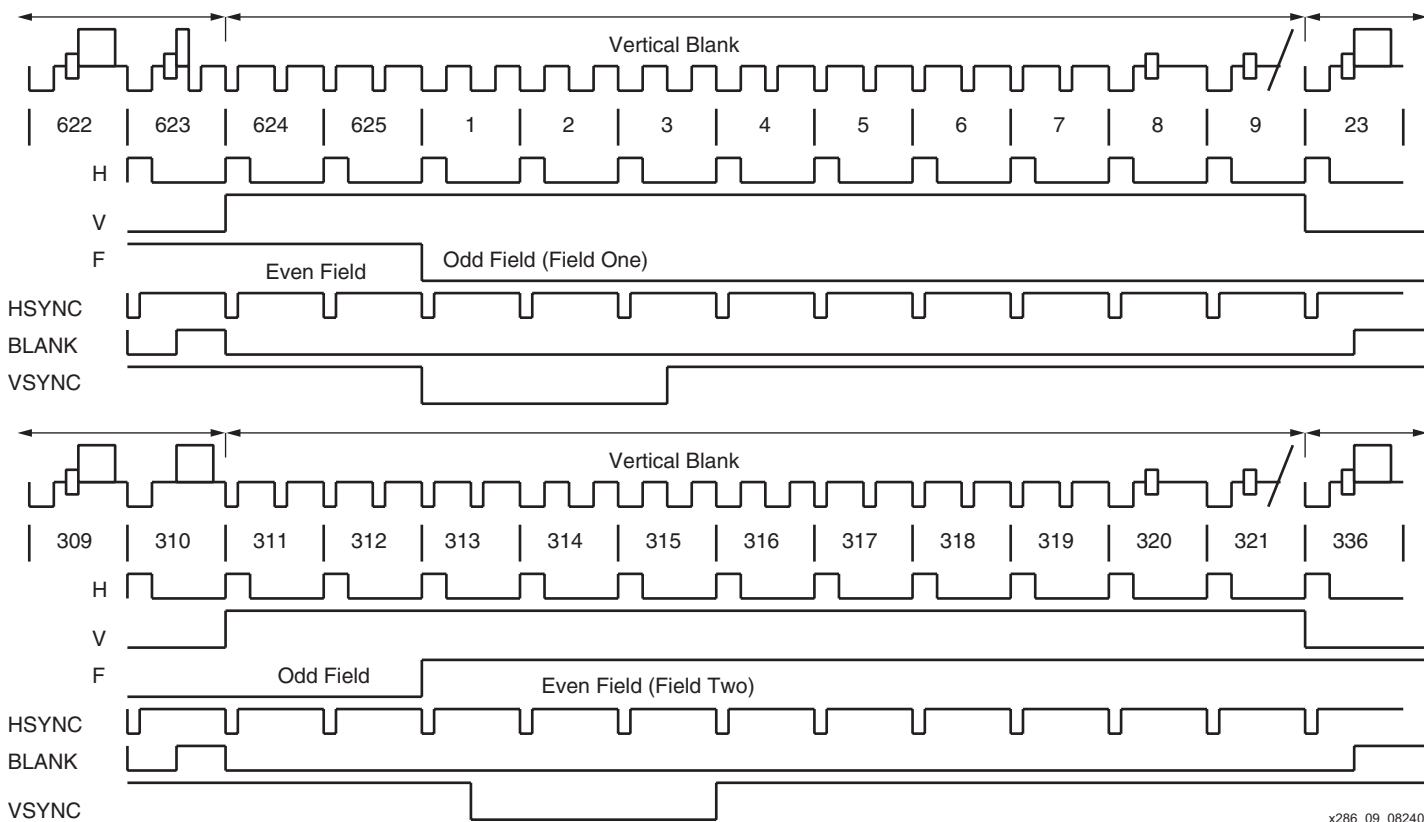 Vertical Blank
622 623 624 625 1 2 3 4 5 6 7 8 9 23
H
V
F
Even Field
Odd Field (Field One)
HSYNC
BLANK
VSYNC
Vertical Blank
309 310 311 312 313 314 315 316 317 318 319 320 321 336
H
V
F
Odd Field
Even Field (Field Two)
HSYNC
BLANK
VSYNC
x286_09_08240